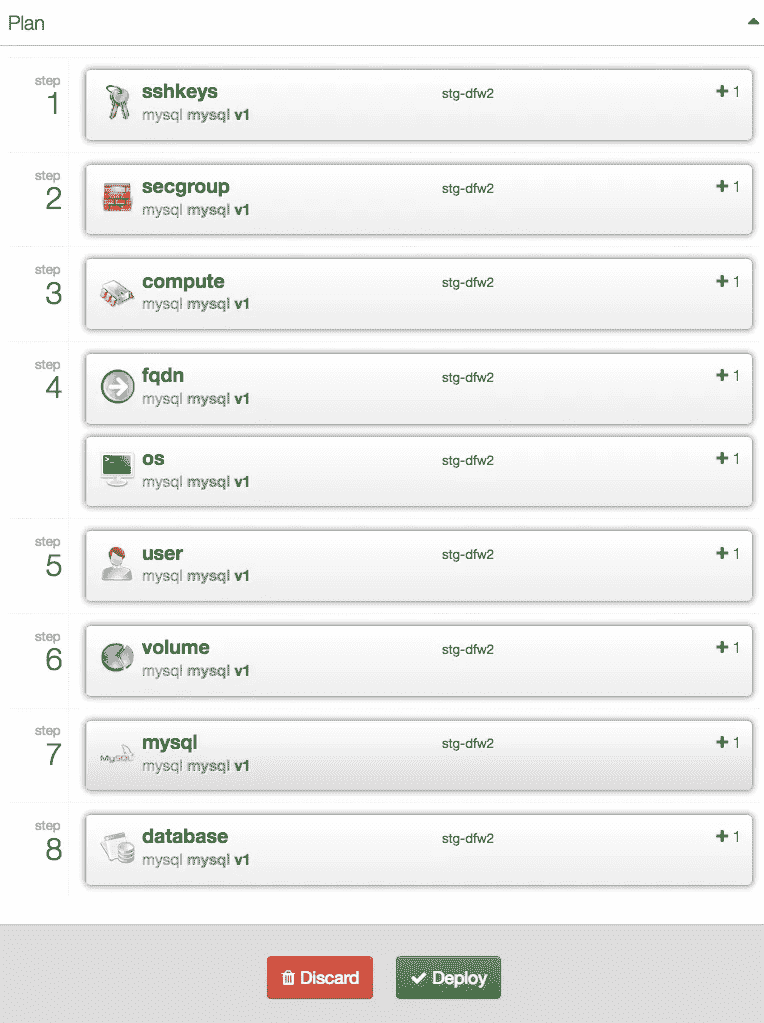 Plan
step
1
sshkeys stg-dfw2 + 1
mysql mysql v1
step
2
secgroup stg-dfw2 + 1
mysql mysql v1
step
3
compute stg-dfw2 + 1
mysql mysql v1
step
4
fqdn stg-dfw2 + 1
mysql mysql v1
os stg-dfw2 + 1
mysql mysql v1
step
5
user stg-dfw2 + 1
mysql mysql v1
step
6
volume stg-dfw2 + 1
mysql mysql v1
step
7
MySQL
mysql stg-dfw2 + 1
mysql mysql v1
step
8
database stg-dfw2 + 1
mysql mysql v1
Discard Deploy